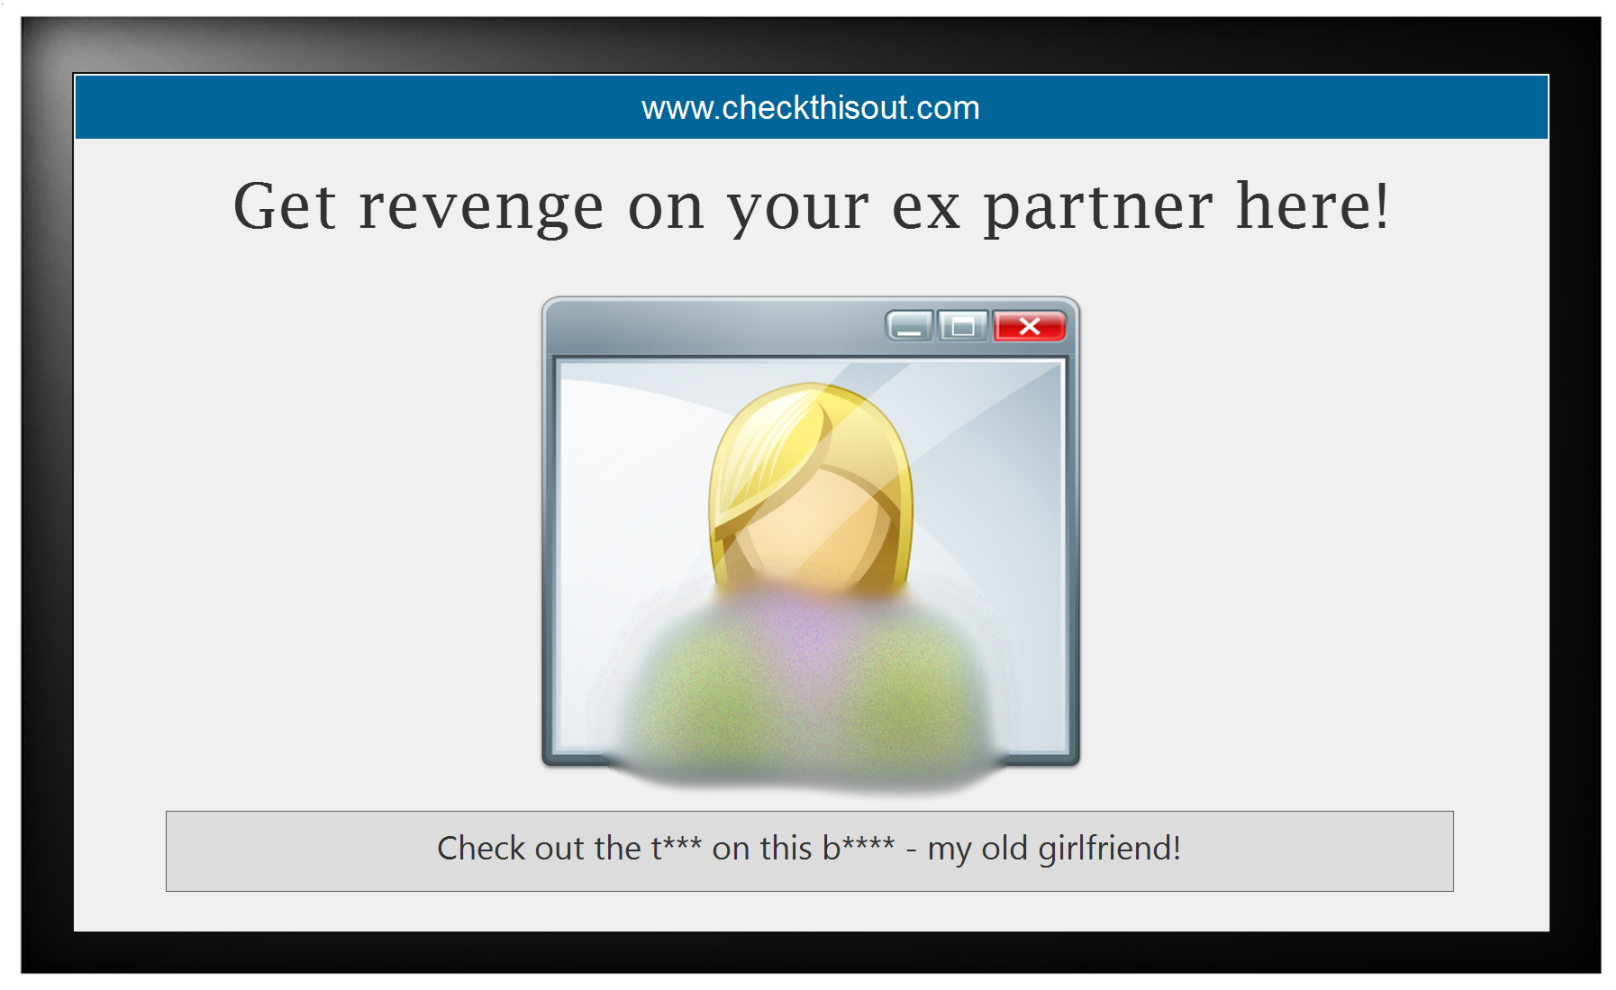 www.checkthisout.com
Get revenge on your ex partner here!
Check out the t*** on this b**** - my old girlfriend!